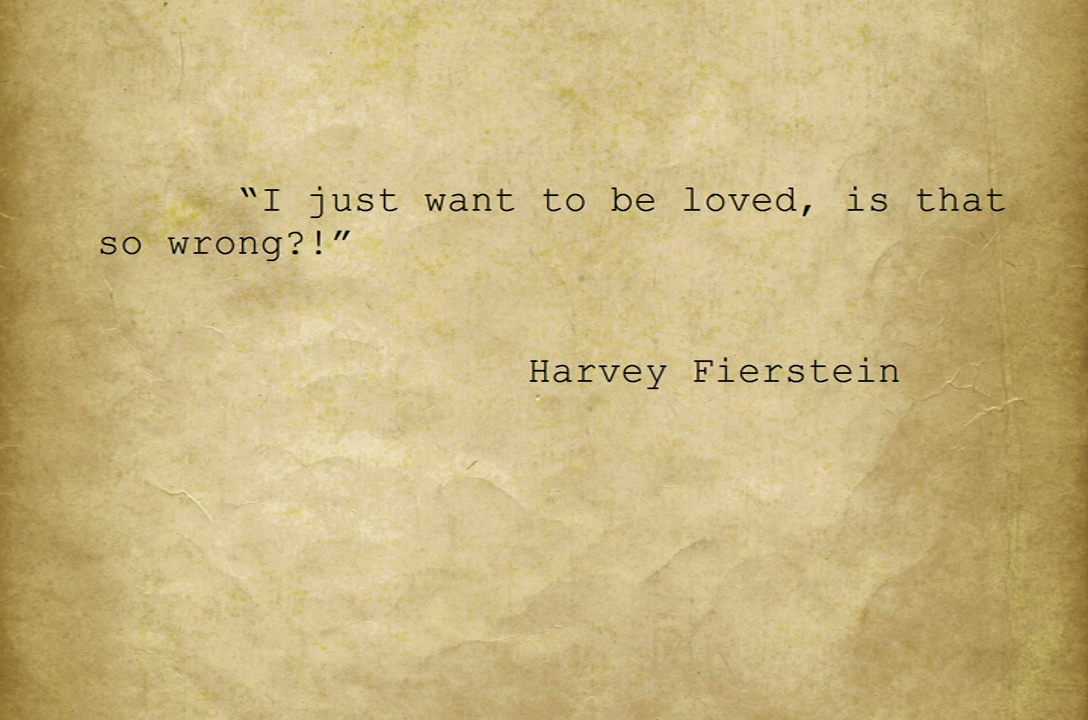 “I just want to be loved, is that
so wrong?!”
Harvey Fierstein